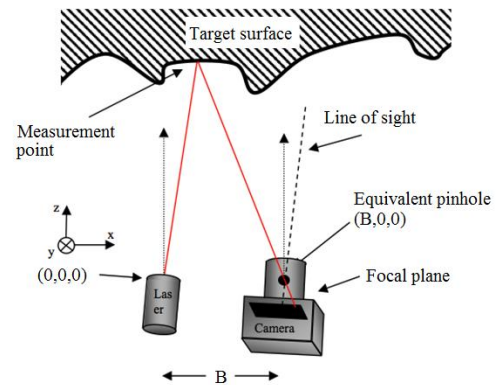 Target surface
Measurement
point
Line of sight
Equivalent pinhole
(B,0,0)
z
x
y
(0,0,0)
Focal plane
Las
er
Camera
B